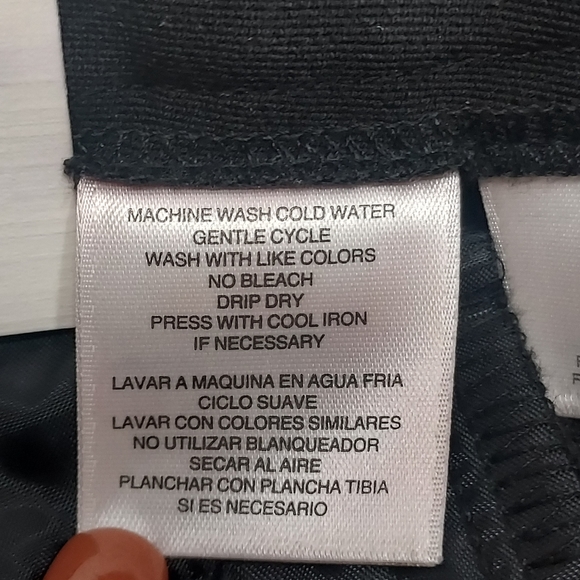 MACHINE WASH COLD WATER
GENTLE CYCLE
WASH WITH LIKE COLORS
NO BLEACH
DRIP DRY
PRESS WITH COOL IRON
IF NECESSARY
LAVAR A MAQUINA EN AGUA FRIA
CICLO SUAVE
LAVAR CON COLORES SIMILARES
NO UTILIZAR BLANQUEADOR
SECAR AL AIRE
PLANCHAR CON PLANCHA TIBIA
SI ES NECESARIO